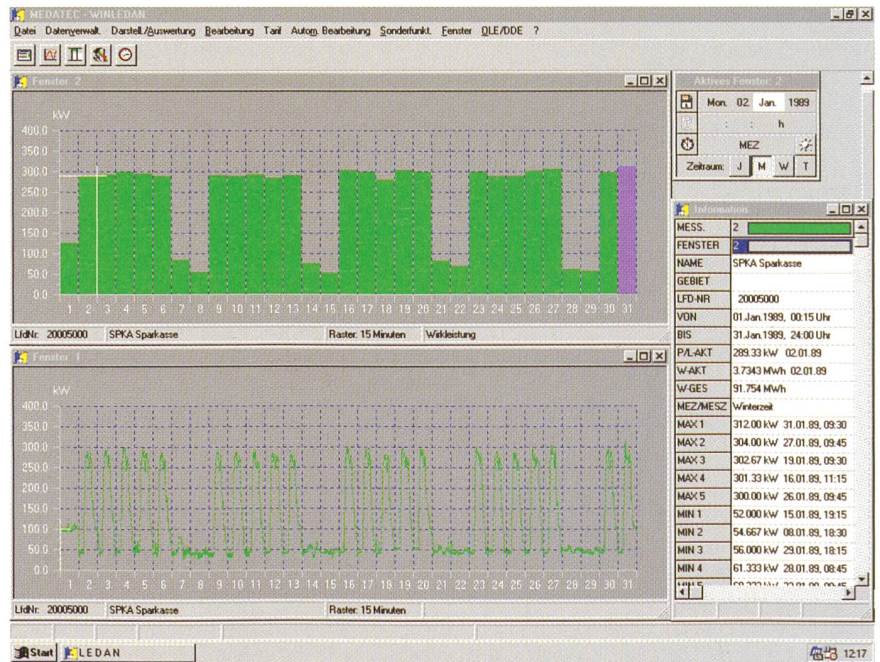 MEDATEC - WINLEDAN
Datei Datenverwalt. Darstell./Auswertung Bearbeitung Tarif Autom. Bearbeitung Sonderfunkt. Fenster OLE/DDE ?
Fenster 2
kW
400.0
350.0
300.0
250.0
200.0
150.0
100.0
50.0
0.0
1 2 3 4 5 6 7 8 9 10 11 12 13 14 15 16 17 18 19 20 21 22 23 24 25 26 27 28 29 30 31
LfdNr: 20005000 SPKA Sparkasse Raster: 15 Minuten Wirkleistung
Fenster 1
kW
400.0
350.0
300.0
250.0
200.0
150.0
100.0
50.0
0.0
1 2 3 4 5 6 7 8 9 10 11 12 13 14 15 16 17 18 19 20 21 22 23 24 25 26 27 28 29 30 31
LfdNr: 20005000 SPKA Sparkasse Raster: 15 Minuten
Aktives Fenster: 2
Mon. 02 Jan. 1989
: : h
MEZ
Zeitraum: J M W T
Information
MESS. 2
FENSTER 2
NAME SPKA Sparkasse
GEBIET
LFD-NR 20005000
VON 01.Jan.1989, 00:15 Uhr
BIS 31.Jan.1989, 24:00 Uhr
P/L-AKT 289.33 kW 02.01.89
W-AKT 3.7343 MWh 02.01.89
W-GES 91.754 MWh
MEZ/MESZ Winterzeit
MAX 1 312.00 kW 31.01.89, 09:30
MAX 2 304.00 kW 27.01.89, 09:45
MAX 3 302.67 kW 19.01.89, 09:30
MAX 4 301.33 kW 16.01.89, 11:15
MAX 5 300.00 kW 26.01.89, 09:45
MIN 1 52.000 kW 15.01.89, 19:15
MIN 2 54.667 kW 08.01.89, 18:30
MIN 3 56.000 kW 29.01.89, 18:15
MIN 4 61.333 kW 28.01.89, 08:45
Start LEDAN 12:17